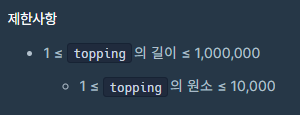 제한사항
• 1 ≤ topping 의 길이 ≤ 1,000,000
◦ 1 ≤ topping 의 원소 ≤ 10,000